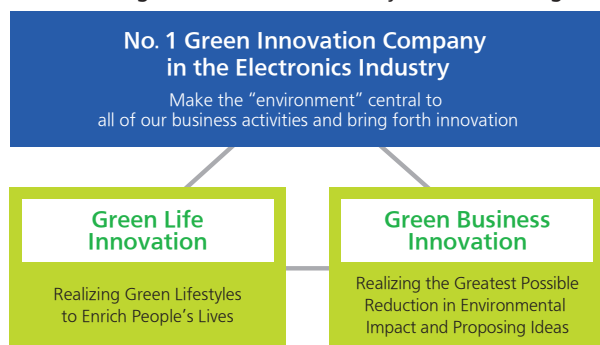 No. 1 Green Innovation Company
in the Electronics Industry
Make the “environment” central to
all of our business activities and bring forth innovation
Green Life
Innovation
Realizing Green Lifestyles
to Enrich People’s Lives
Green Business
Innovation
Realizing the Greatest Possible
Reduction in Environmental
Impact and Proposing Ideas